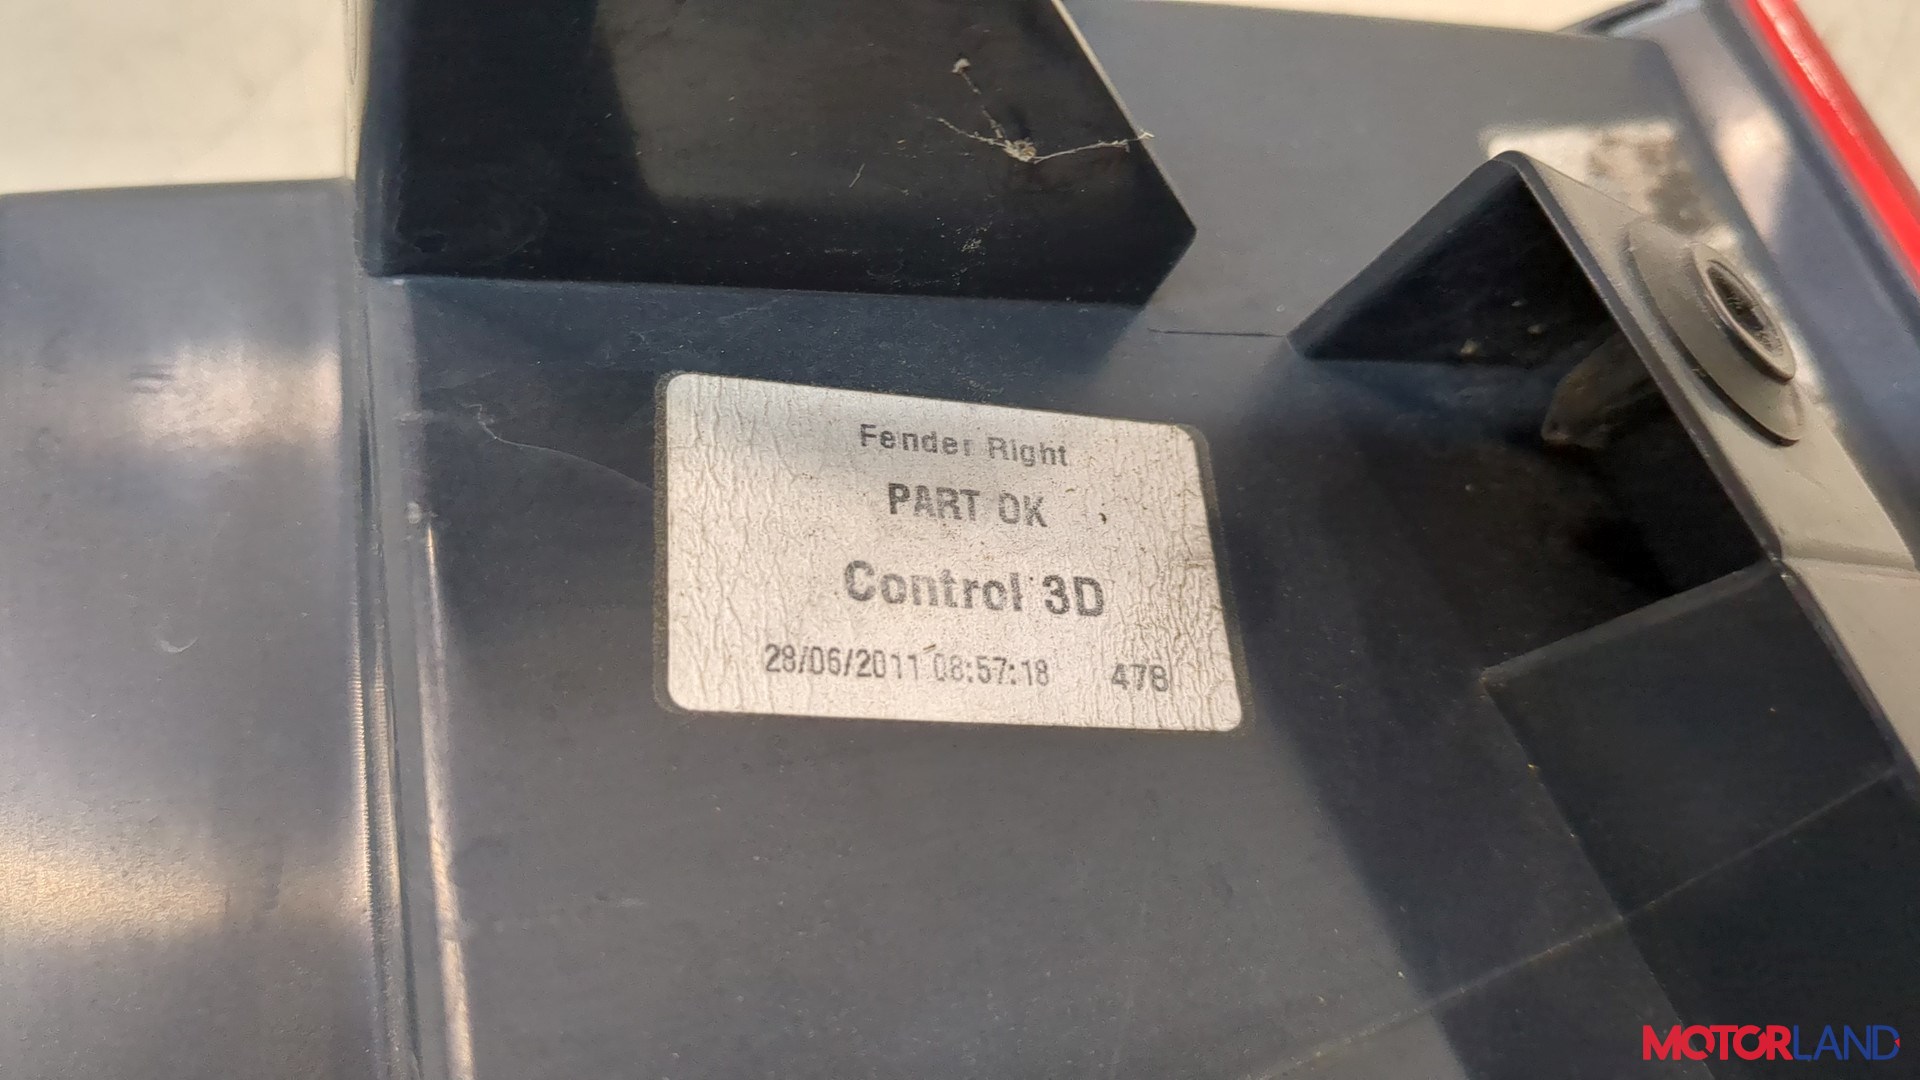 Fender Right
PART OK
Control 3D
28/06/2011 08:57:18 478
MOTORLAND